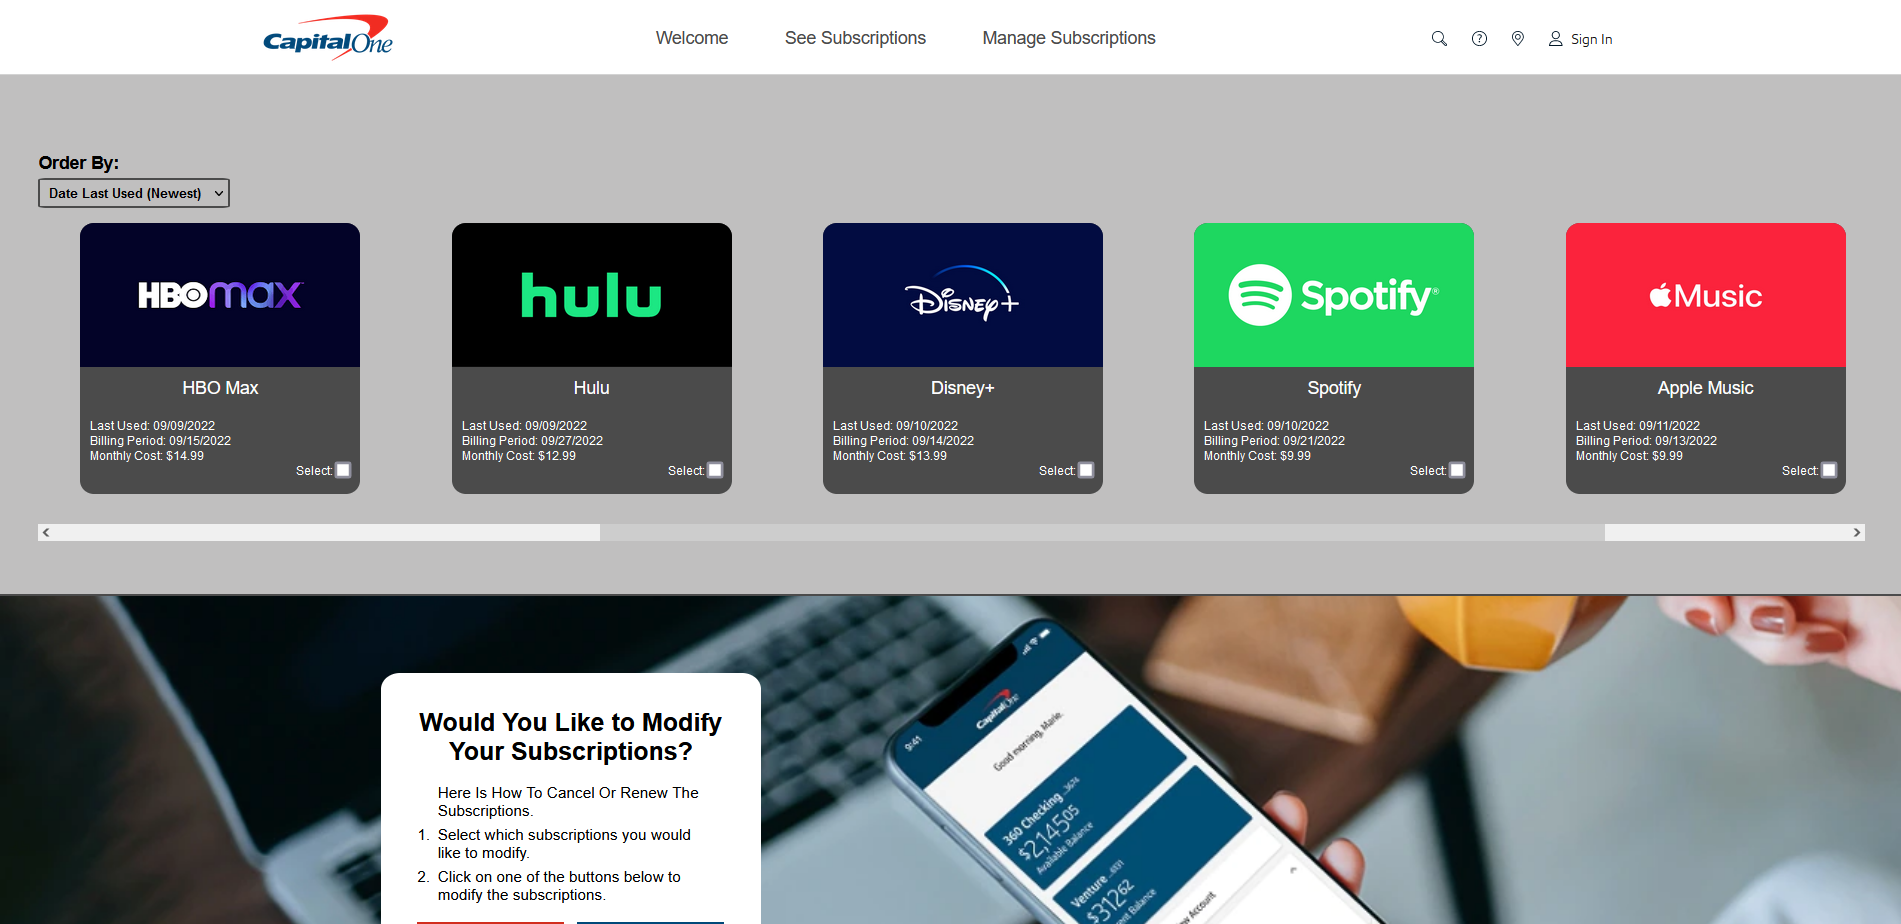 CapitalOne
Welcome
See Subscriptions
Manage Subscriptions
Sign In
Order By:
Date Last Used (Newest)
HBOmax
HBO Max
Last Used: 09/09/2022
Billing Period: 09/15/2022
Monthly Cost: $14.99
Select:
hulu
Hulu
Last Used: 09/09/2022
Billing Period: 09/27/2022
Monthly Cost: $12.99
Select:
Disney+
Disney+
Last Used: 09/10/2022
Billing Period: 09/14/2022
Monthly Cost: $13.99
Select:
Spotify®
Spotify
Last Used: 09/10/2022
Billing Period: 09/21/2022
Monthly Cost: $9.99
Select:
Music
Apple Music
Last Used: 09/11/2022
Billing Period: 09/13/2022
Monthly Cost: $9.99
Select:
Would You Like to Modify
Your Subscriptions?
Here Is How To Cancel Or Renew The
Subscriptions.
1. Select which subscriptions you would
like to modify.
2. Click on one of the buttons below to
modify the subscriptions.
9:41
CapitalOne
Good morning, Marie.
360 Checking ...3674
$2,145.05
Available Balance
Venture
$312.62
Balance
Account